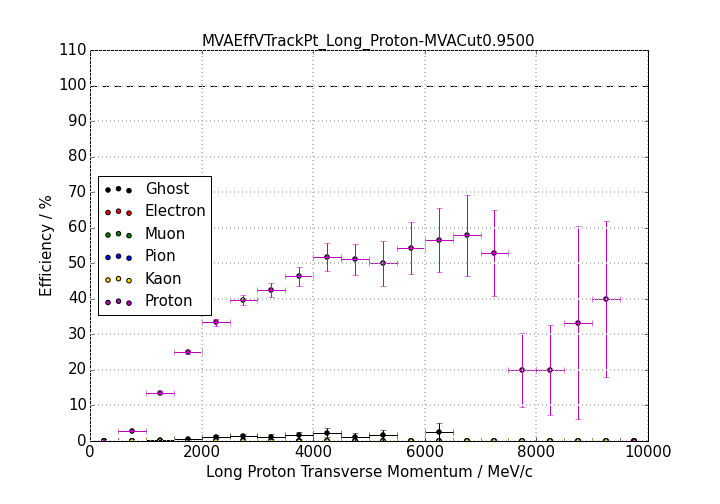 MVAEffVTrackPt_Long_Proton-MVACut0.9500
110
100
90
80
70
60
50
40
30
20
10
0
Efficiency / %
Ghost
Electron
Muon
Pion
Kaon
Proton
0 2000 4000 6000 8000 10000
Long Proton Transverse Momentum / MeV/c